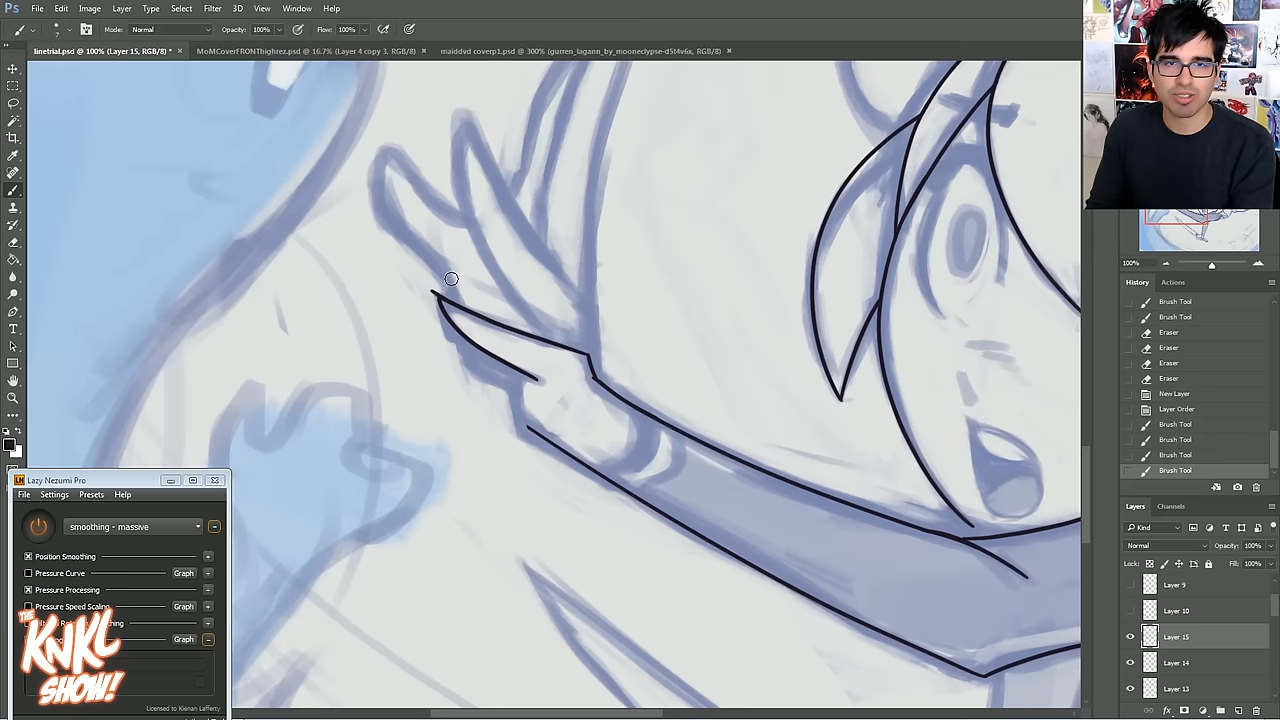 Ps File Edit Image Layer Type Select Filter 3D View Window Help
Mode: Normal Opacity: 100% Flow: 100%
linetrial.psd @ 100% (Layer 15, RGB/8) * × MoMCoverFRONThighrez.psd @ 16.7% (Layer 4 copy 3, RGB/8) × maiddvd coverp1.psd @ 300% (purren_lagann_by_mooneclypse-d5t4v6x, RGB/8) ×
100%
History Actions
Brush Tool
Brush Tool
Eraser
Eraser
Eraser
Eraser
New Layer
Layer Order
Brush Tool
Brush Tool
Brush Tool
Brush Tool
Layers Channels
Kind
Normal Opacity: 100%
Lock: Fill: 100%
Layer 9
Layer 10
Layer 15
Layer 14
Layer 13
Lazy Nezumi Pro
File Settings Presets Help
smoothing - massive
Position Smoothing
Pressure Curve Graph
Pressure Processing
Pressure Speed Scaling Graph
Graph
THE
KNKL
SHOW!
Licensed to Kienan Lafferty